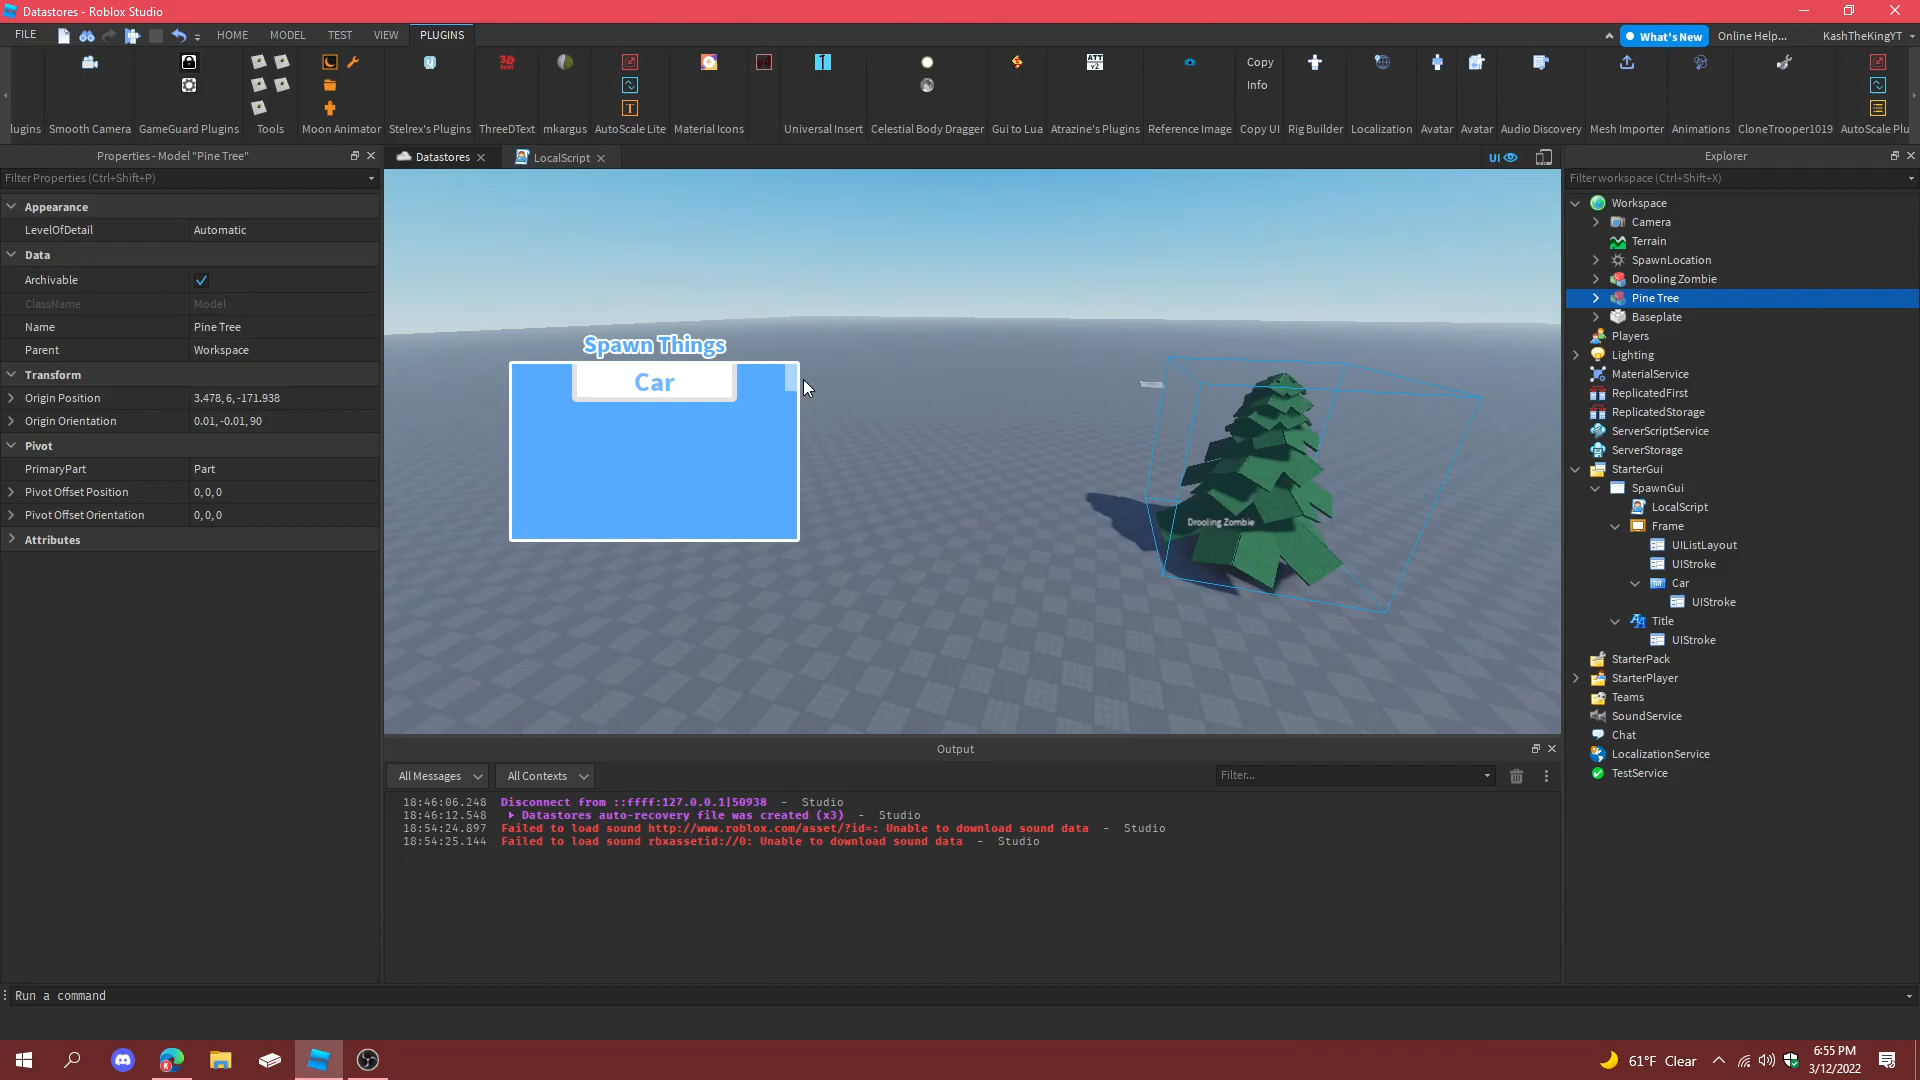 Datastores - Roblox Studio
FILE HOME MODEL TEST VIEW PLUGINS What's New Online Help... KashTheKingYT
Copy
Info
lugins Smooth Camera GameGuard Plugins Tools Moon Animator Stelrex's Plugins ThreeDText mkargus AutoScale Lite Material Icons Universal Insert Celestial Body Dragger Gui to Lua Atrazine's Plugins Reference Image Copy UI Rig Builder Localization Avatar Avatar Audio Discovery Mesh Importer Animations CloneTrooper1019 AutoScale Plu
Properties - Model "Pine Tree"
Filter Properties (Ctrl+Shift+P)
Appearance
LevelOfDetail Automatic
Data
Archivable
ClassName Model
Name Pine Tree
Parent Workspace
Transform
Origin Position 3.478, 6, -171.938
Origin Orientation 0.01, -0.01, 90
Pivot
PrimaryPart Part
Pivot Offset Position 0, 0, 0
Pivot Offset Orientation 0, 0, 0
Attributes
Datastores LocalScript UI
Spawn Things
Car
Drooling Zombie
Output
All Messages All Contexts Filter...
18:46:06.248 Disconnect from ::ffff:127.0.0.1|50938 - Studio
18:46:12.548 Datastores auto-recovery file was created (x3) - Studio
18:54:24.897 Failed to load sound http://www.roblox.com/asset/?id=: Unable to download sound data - Studio
18:54:25.144 Failed to load sound rbxassetid://0: Unable to download sound data - Studio
Explorer
Filter workspace (Ctrl+Shift+X)
Workspace
Camera
Terrain
SpawnLocation
Drooling Zombie
Pine Tree
Baseplate
Players
Lighting
MaterialService
ReplicatedFirst
ReplicatedStorage
ServerScriptService
ServerStorage
StarterGui
SpawnGui
LocalScript
Frame
UIListLayout
UIStroke
Car
UIStroke
Title
UIStroke
StarterPack
StarterPlayer
Teams
SoundService
Chat
LocalizationService
TestService
Run a command
61°F Clear
6:55 PM
3/12/2022